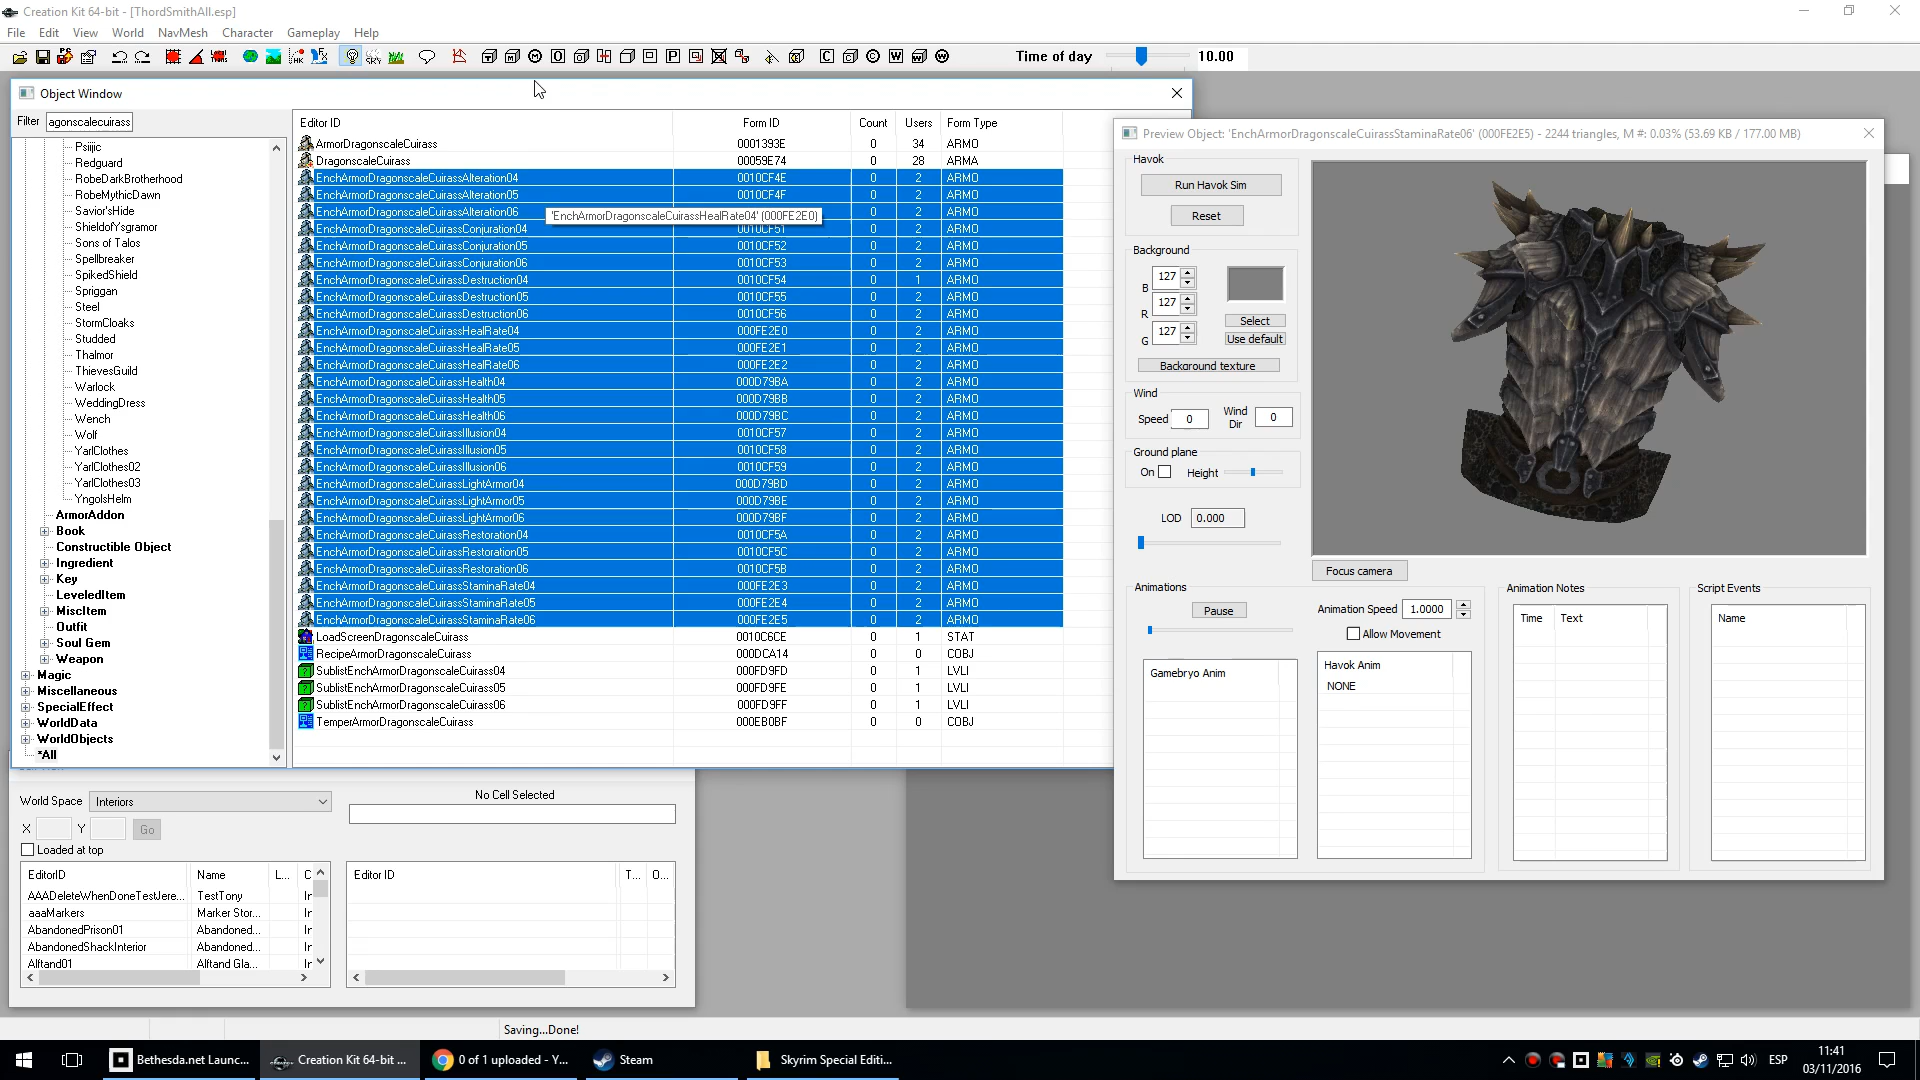 Creation Kit 64-bit - [ThordSmithAll.esp]
File Edit View World NavMesh Character Gameplay Help
Time of day 10.00
Object Window
Filter agonscalecuirass
Psiijic
Redguard
RobeDarkBrotherhood
RobeMythicDawn
Savior'sHide
ShieldofYsgramor
Sons of Talos
Spellbreaker
SpikedShield
Spriggan
Steel
StormCloaks
Studded
Thalmor
ThievesGuild
Warlock
WeddingDress
Wench
Wolf
YarlClothes
YarlClothes02
YarlClothes03
YngolsHelm
ArmorAddon
Book
Constructible Object
Ingredient
Key
LeveledItem
MiscItem
Outfit
Soul Gem
Weapon
Magic
Miscellaneous
SpecialEffect
WorldData
WorldObjects
*All
Editor ID Form ID Count Users Form Type
ArmorDragonscaleCuirass 0001393E 0 34 ARMO
DragonscaleCuirass 00059E74 0 28 ARMA
EnchArmorDragonscaleCuirassAlteration04 0010CF4E 0 2 ARMO
EnchArmorDragonscaleCuirassAlteration05 0010CF4F 0 2 ARMO
EnchArmorDragonscaleCuirassAlteration06 0 2 ARMO
'EnchArmorDragonscaleCuirassHealRate04' (000FE2E0)
EnchArmorDragonscaleCuirassConjuration04 0010CF51 0 2 ARMO
EnchArmorDragonscaleCuirassConjuration05 0010CF52 0 2 ARMO
EnchArmorDragonscaleCuirassConjuration06 0010CF53 0 2 ARMO
EnchArmorDragonscaleCuirassDestruction04 0010CF54 0 1 ARMO
EnchArmorDragonscaleCuirassDestruction05 0010CF55 0 2 ARMO
EnchArmorDragonscaleCuirassDestruction06 0010CF56 0 2 ARMO
EnchArmorDragonscaleCuirassHealRate04 000FE2E0 0 2 ARMO
EnchArmorDragonscaleCuirassHealRate05 000FE2E1 0 2 ARMO
EnchArmorDragonscaleCuirassHealRate06 000FE2E2 0 2 ARMO
EnchArmorDragonscaleCuirassHealth04 000D79BA 0 2 ARMO
EnchArmorDragonscaleCuirassHealth05 000D79BB 0 2 ARMO
EnchArmorDragonscaleCuirassHealth06 000D79BC 0 2 ARMO
EnchArmorDragonscaleCuirassIllusion04 0010CF57 0 2 ARMO
EnchArmorDragonscaleCuirassIllusion05 0010CF58 0 2 ARMO
EnchArmorDragonscaleCuirassIllusion06 0010CF59 0 2 ARMO
EnchArmorDragonscaleCuirassLightArmor04 000D79BD 0 2 ARMO
EnchArmorDragonscaleCuirassLightArmor05 000D79BE 0 2 ARMO
EnchArmorDragonscaleCuirassLightArmor06 000D79BF 0 2 ARMO
EnchArmorDragonscaleCuirassRestoration04 0010CF5A 0 2 ARMO
EnchArmorDragonscaleCuirassRestoration05 0010CF5C 0 2 ARMO
EnchArmorDragonscaleCuirassRestoration06 0010CF5B 0 2 ARMO
EnchArmorDragonscaleCuirassStaminaRate04 000FE2E3 0 2 ARMO
EnchArmorDragonscaleCuirassStaminaRate05 000FE2E4 0 2 ARMO
EnchArmorDragonscaleCuirassStaminaRate06 000FE2E5 0 2 ARMO
LoadScreenDragonscaleCuirass 0010C6CE 0 1 STAT
RecipeArmorDragonscaleCuirass 000DCA14 0 0 COBJ
SublistEnchArmorDragonscaleCuirass04 000FD9FD 0 1 LVLI
SublistEnchArmorDragonscaleCuirass05 000FD9FE 0 1 LVLI
SublistEnchArmorDragonscaleCuirass06 000FD9FF 0 1 LVLI
TemperArmorDragonscaleCuirass 000EB0BF 0 0 COBJ
Preview Object: 'EnchArmorDragonscaleCuirassStaminaRate06' (000FE2E5) - 2244 triangles, M #: 0.03% (53.69 KB / 177.00 MB)
Havok
Run Havok Sim
Reset
Background
B 127
R 127
G 127
Select
Use default
Background texture
Wind
Speed 0 Wind Dir 0
Ground plane
On Height
LOD 0.000
Focus camera
Animations
Pause
Animation Speed 1.0000
Allow Movement
Gamebryo Anim
Havok Anim
NONE
Animation Notes
Time Text
Script Events
Name
World Space Interiors
X Y Go
Loaded at top
EditorID Name L... C
AAADeleteWhenDoneTestJere... TestTony Ir
aaaMarkers Marker Stor... Ir
AbandonedPrison01 Abandoned... Ir
AbandonedShackInterior Abandoned... Ir
Alftand01 Alftand Gla... Ir
No Cell Selected
Editor ID T... O...
Saving...Done!
Bethesda.net Launc...
Creation Kit 64-bit ...
0 of 1 uploaded - Y...
Steam
Skyrim Special Editi...
ESP
11:41
03/11/2016